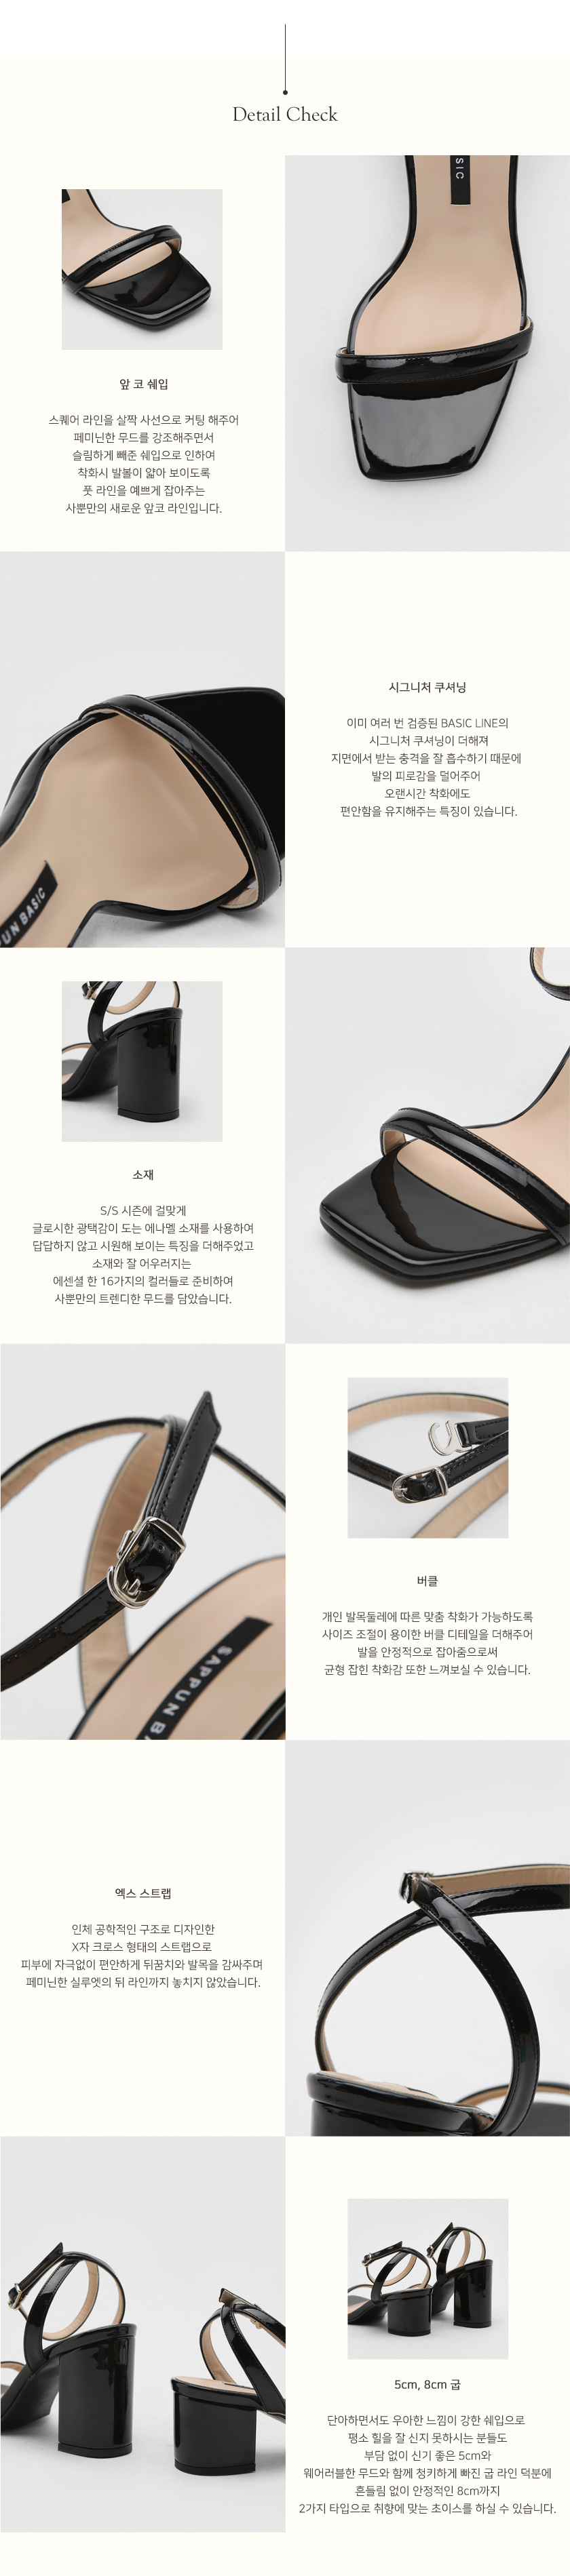 Detail Check
SIC
앞 코 쉐입
스퀘어 라인을 살짝 사선으로 커팅 해주어
페미닌한 무드를 강조해주면서
슬림하게 빼준 쉐입으로 인하여
착화시 발볼이 얇아 보이도록
풋 라인을 예쁘게 잡아주는
사뿐만의 새로운 앞코 라인입니다.
시그니처 쿠셔닝
이미 여러 번 검증된 BASIC LINE의
시그니처 쿠셔닝이 더해져
지면에서 받는 충격을 잘 흡수하기 때문에
발의 피로감을 덜어주어
오랜시간 착화에도
편안함을 유지해주는 특징이 있습니다.
UN BASIC
소재
S/S 시즌에 걸맞게
글로시한 광택감이 도는 에나멜 소재를 사용하여
답답하지 않고 시원해 보이는 특징을 더해주었고
소재와 잘 어우러지는
에센셜 한 16가지의 컬러들로 준비하여
사뿐만의 트렌디한 무드를 담았습니다.
버클
개인 발목둘레에 따른 맞춤 착화가 가능하도록
사이즈 조절이 용이한 버클 디테일을 더해주어
발을 안정적으로 잡아줌으로써
균형 잡힌 착화감 또한 느껴보실 수 있습니다.
SAPPUN BA
엑스 스트랩
인체 공학적인 구조로 디자인한
X자 크로스 형태의 스트랩으로
피부에 자극없이 편안하게 뒤꿈치와 발목을 감싸주며
페미닌한 실루엣의 뒤 라인까지 놓치지 않았습니다.
5cm, 8cm 굽
단아하면서도 우아한 느낌이 강한 쉐입으로
평소 힐을 잘 신지 못하시는 분들도
부담 없이 신기 좋은 5cm와
웨어러블한 무드와 함께 청키하게 빠진 굽 라인 덕분에
흔들림 없이 안정적인 8cm까지
2가지 타입으로 취향에 맞는 초이스를 하실 수 있습니다.